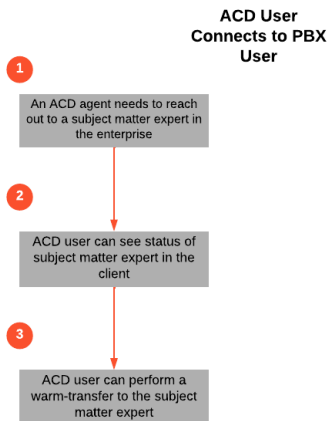 ACD User
Connects to PBX
User
1
An ACD agent needs to reach
out to a subject matter expert in
the enterprise
2
ACD user can see status of
subject matter expert in the
client
3
ACD user can perform a
warm-transfer to the subject
matter expert